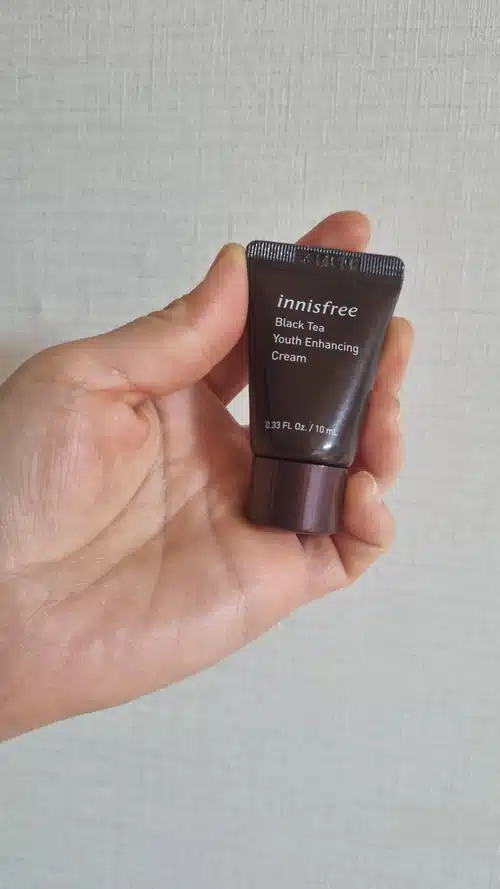 innisfree
Black Tea
Youth Enhancing
Cream
0.33 FL Oz. / 10 mL